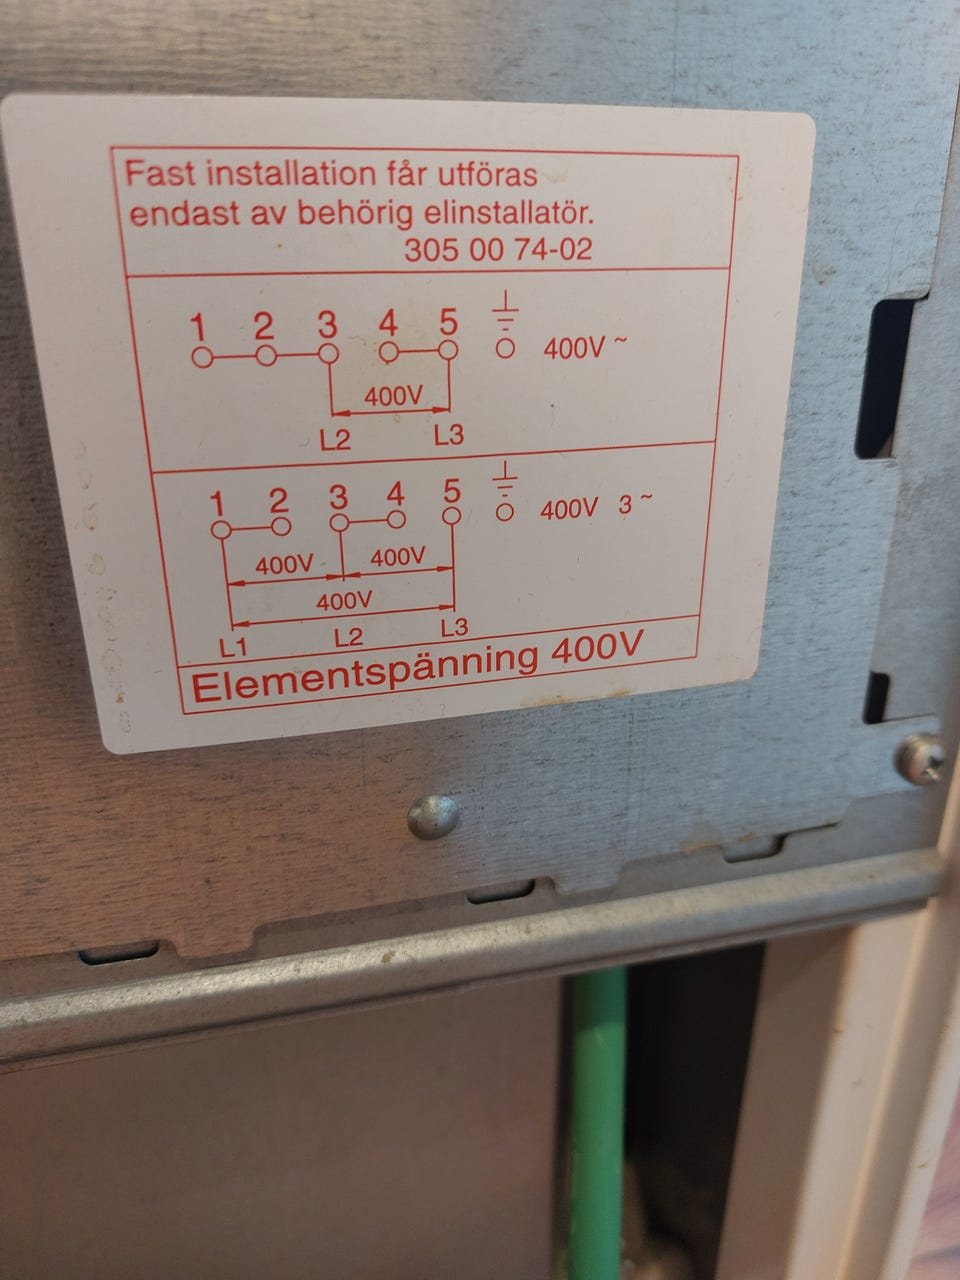 Fast installation får utföras
endast av behörig elinstallatör.
305 00 74-02
1 2 3 4 5
400V ~
400V
L2 L3
1 2 3 4 5
400V 3 ~
400V 400V
400V
L1 L2 L3
Elementspänning 400V